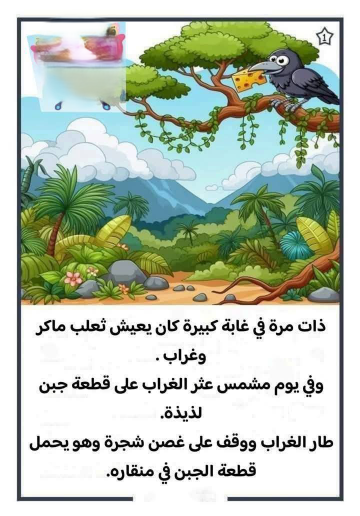 1
ذات مرة في غابة كبيرة كان يعيش ثعلب ماكر
وغراب .
وفي يوم مشمس عثر الغراب على قطعة جبن
لذيذة.
طار الغراب ووقف على غصن شجرة وهو يحمل
قطعة الجبن في منقاره.